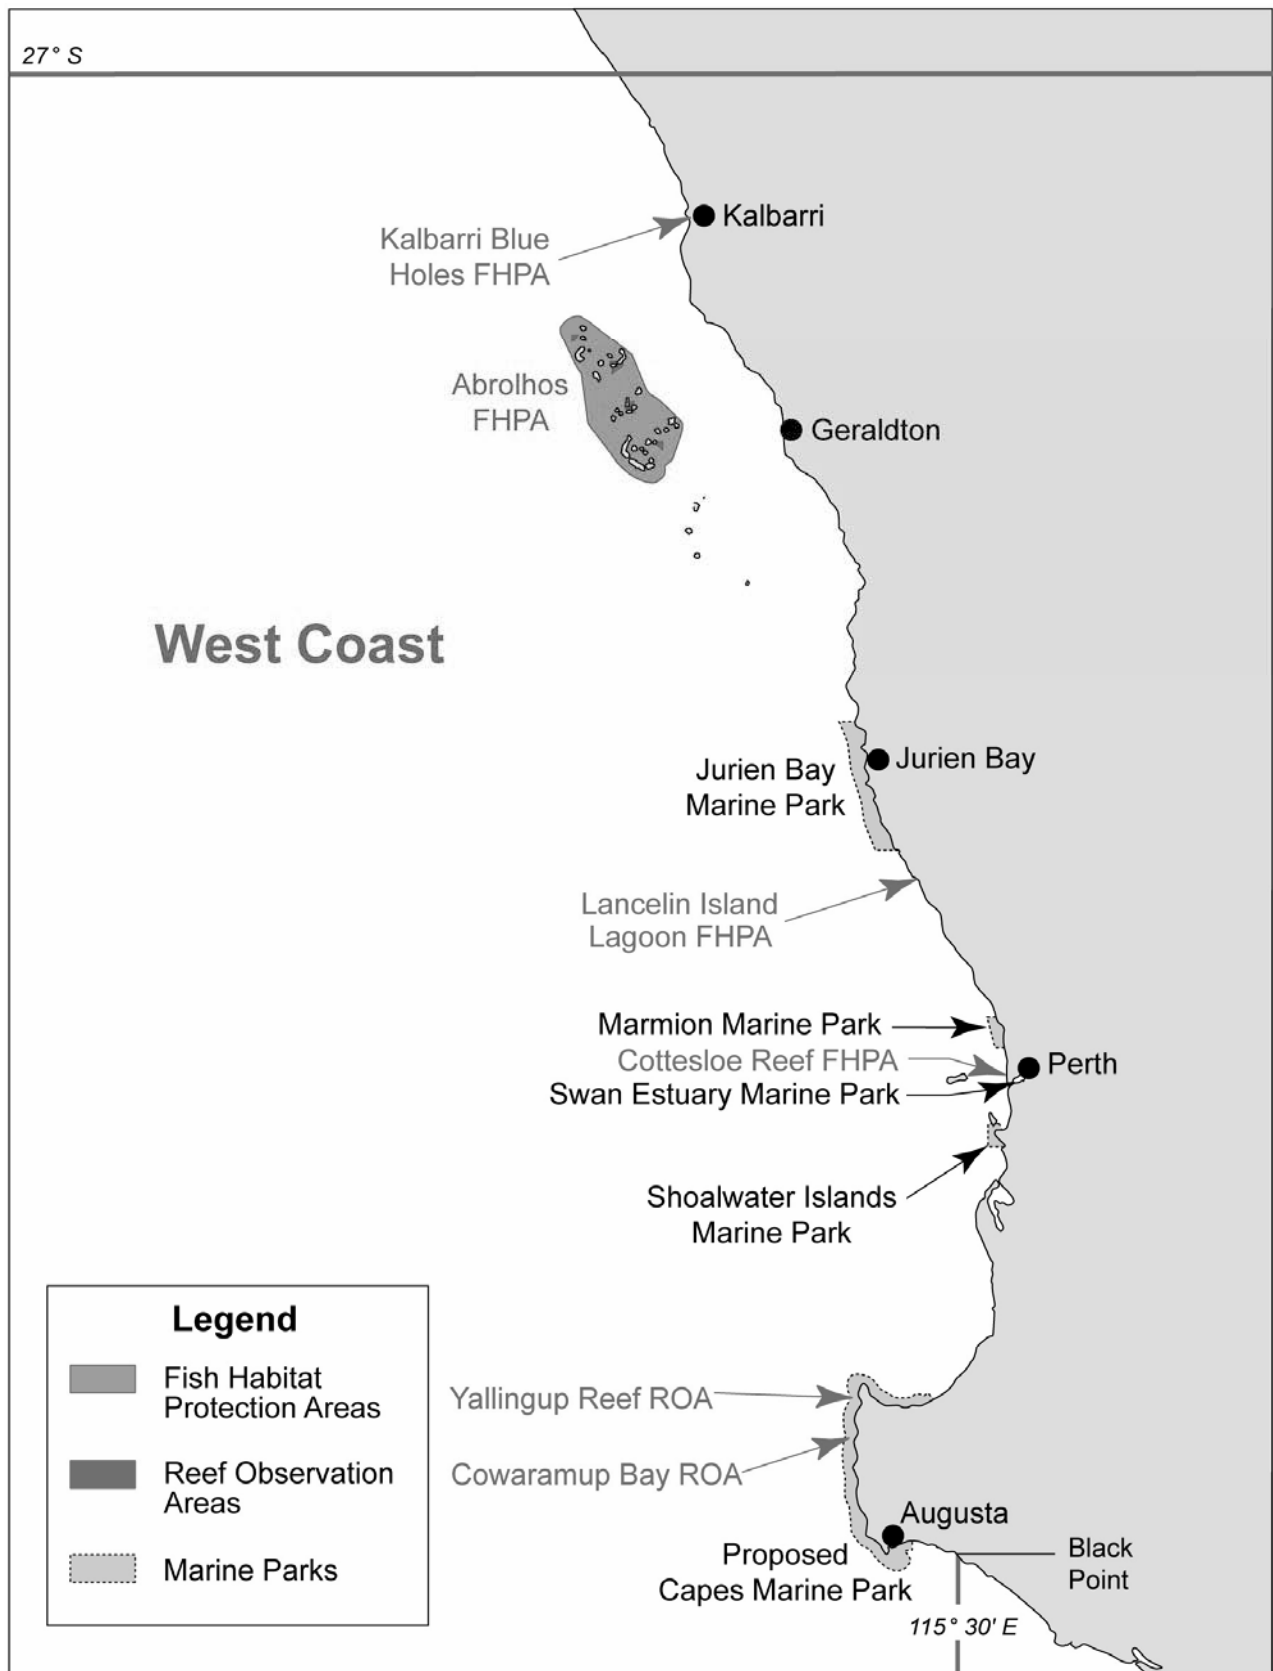 27° S
Kalbarri
Kalbarri Blue
Holes FHPA
Abrolhos
FHPA
Geraldton
West Coast
Jurien Bay
Jurien Bay
Marine Park
Lancelin Island
Lagoon FHPA
Marmion Marine Park
Cottesloe Reef FHPA
Perth
Swan Estuary Marine Park
Shoalwater Islands
Marine Park
Legend
Fish Habitat
Protection Areas
Reef Observation
Areas
Marine Parks
Yallingup Reef ROA
Cowaramup Bay ROA
Augusta
Proposed
Capes Marine Park
Black
Point
115° 30' E